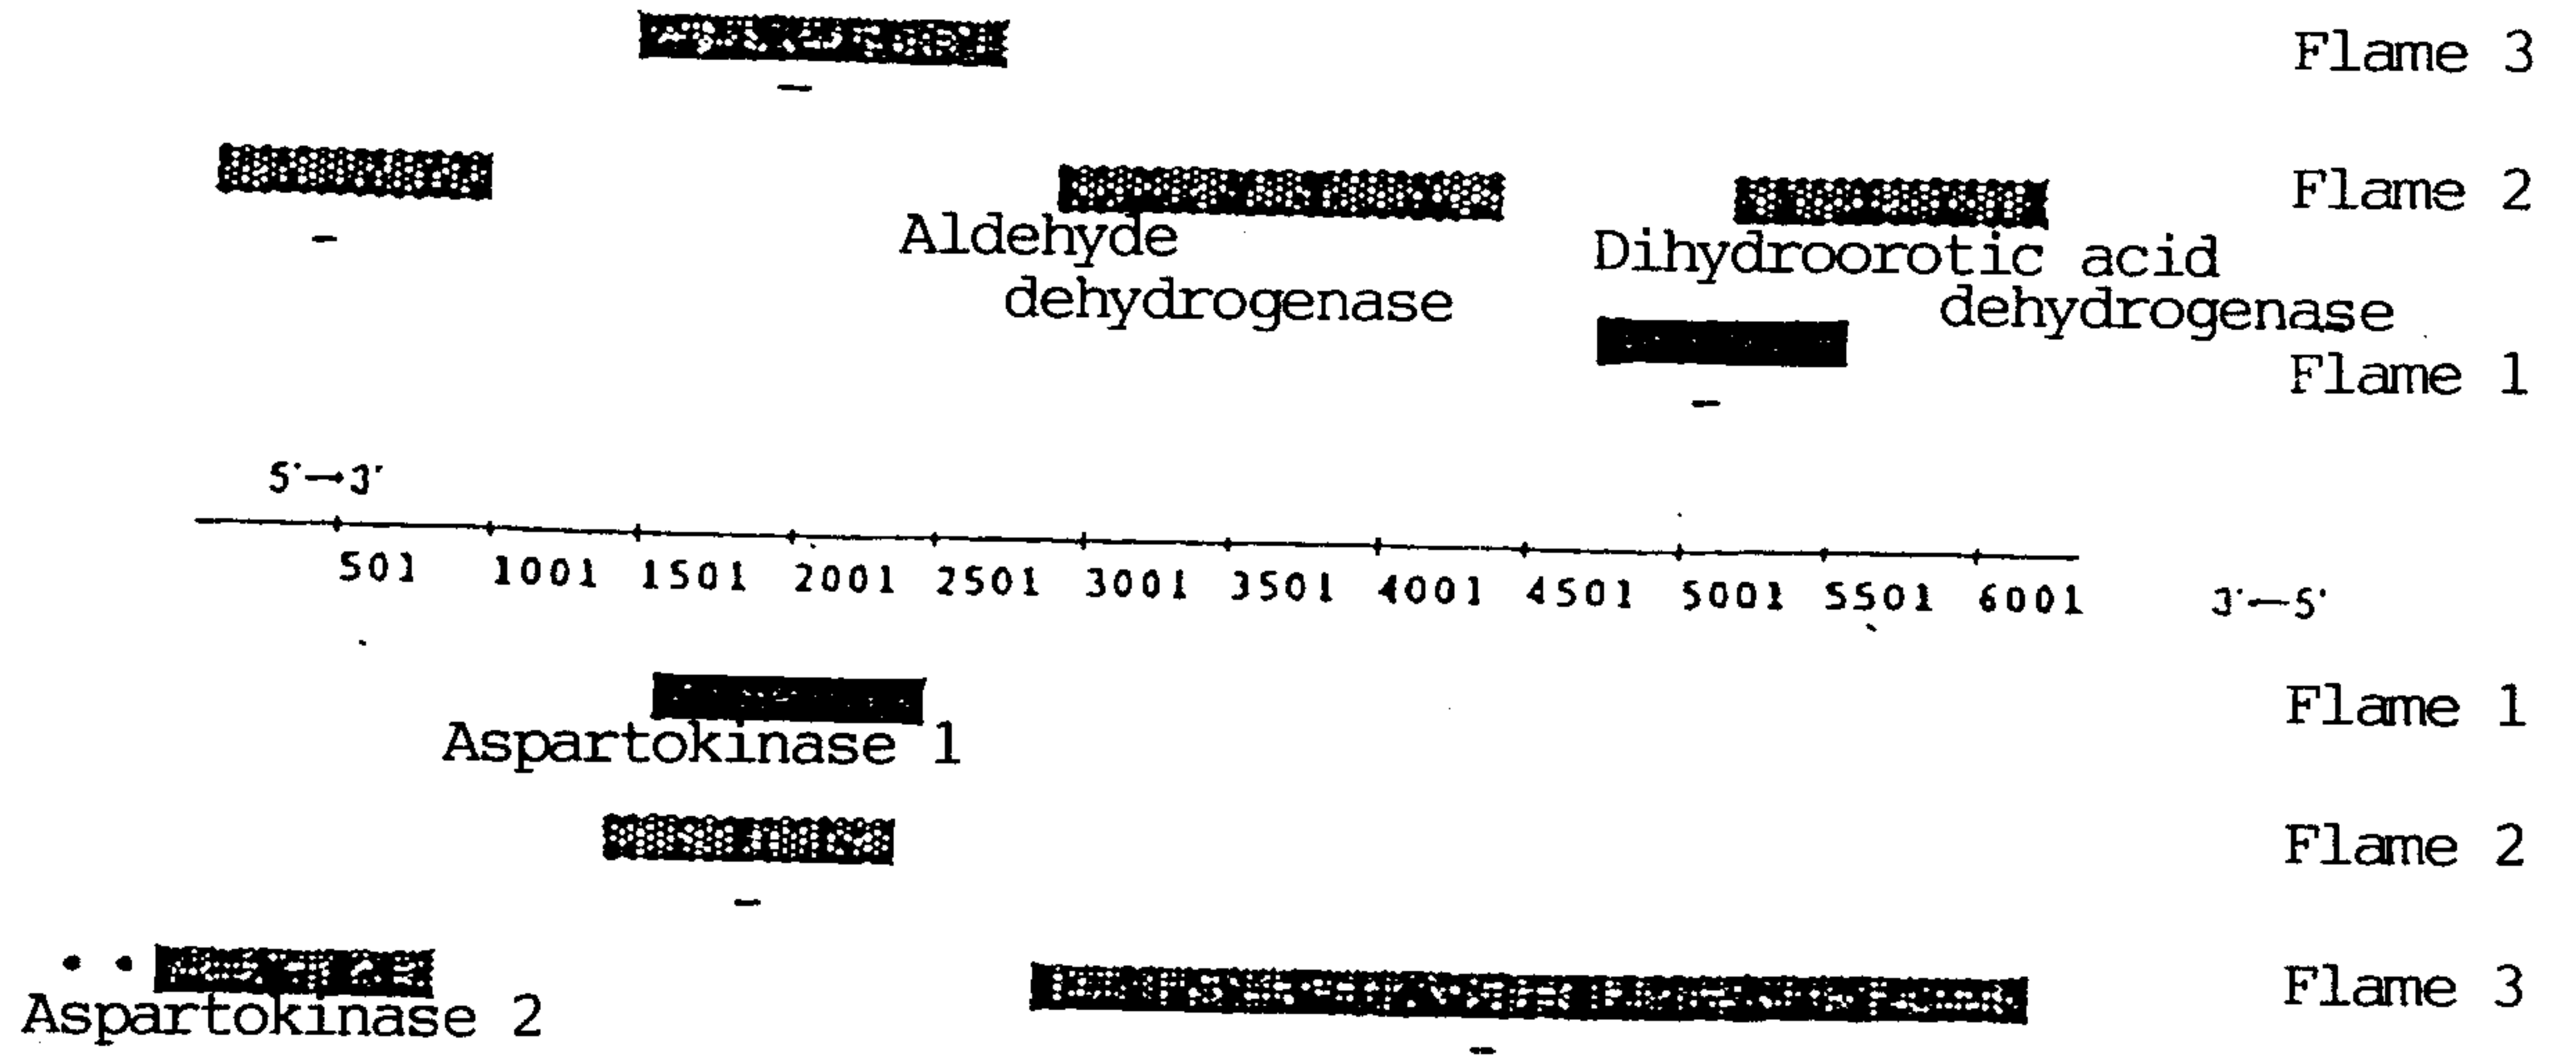 Flame 3
Flame 2
-
-
Aldehyde
dehydrogenase
Dihydroorotic acid
dehydrogenase
Flame 1
-
5'→3'
501 1001 1501 2001 2501 3001 3501 4001 4501 5001 5501 6001
3'—5'
Flame 1
Aspartokinase 1
Flame 2
-
Flame 3
Aspartokinase 2
-